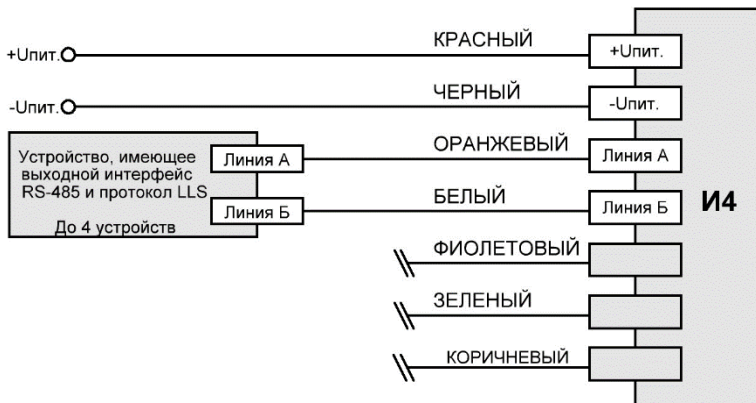 КРАСНЫЙ
+Uпит.
+Uпит.
ЧЕРНЫЙ
-Uпит.
-Uпит.
Устройство, имеющее
выходной интерфейс
RS-485 и протокол LLS
До 4 устройств
Линия А
ОРАНЖЕВЫЙ
Линия А
Линия Б
БЕЛЫЙ
Линия Б
И4
ФИОЛЕТОВЫЙ
ЗЕЛЕНЫЙ
КОРИЧНЕВЫЙ